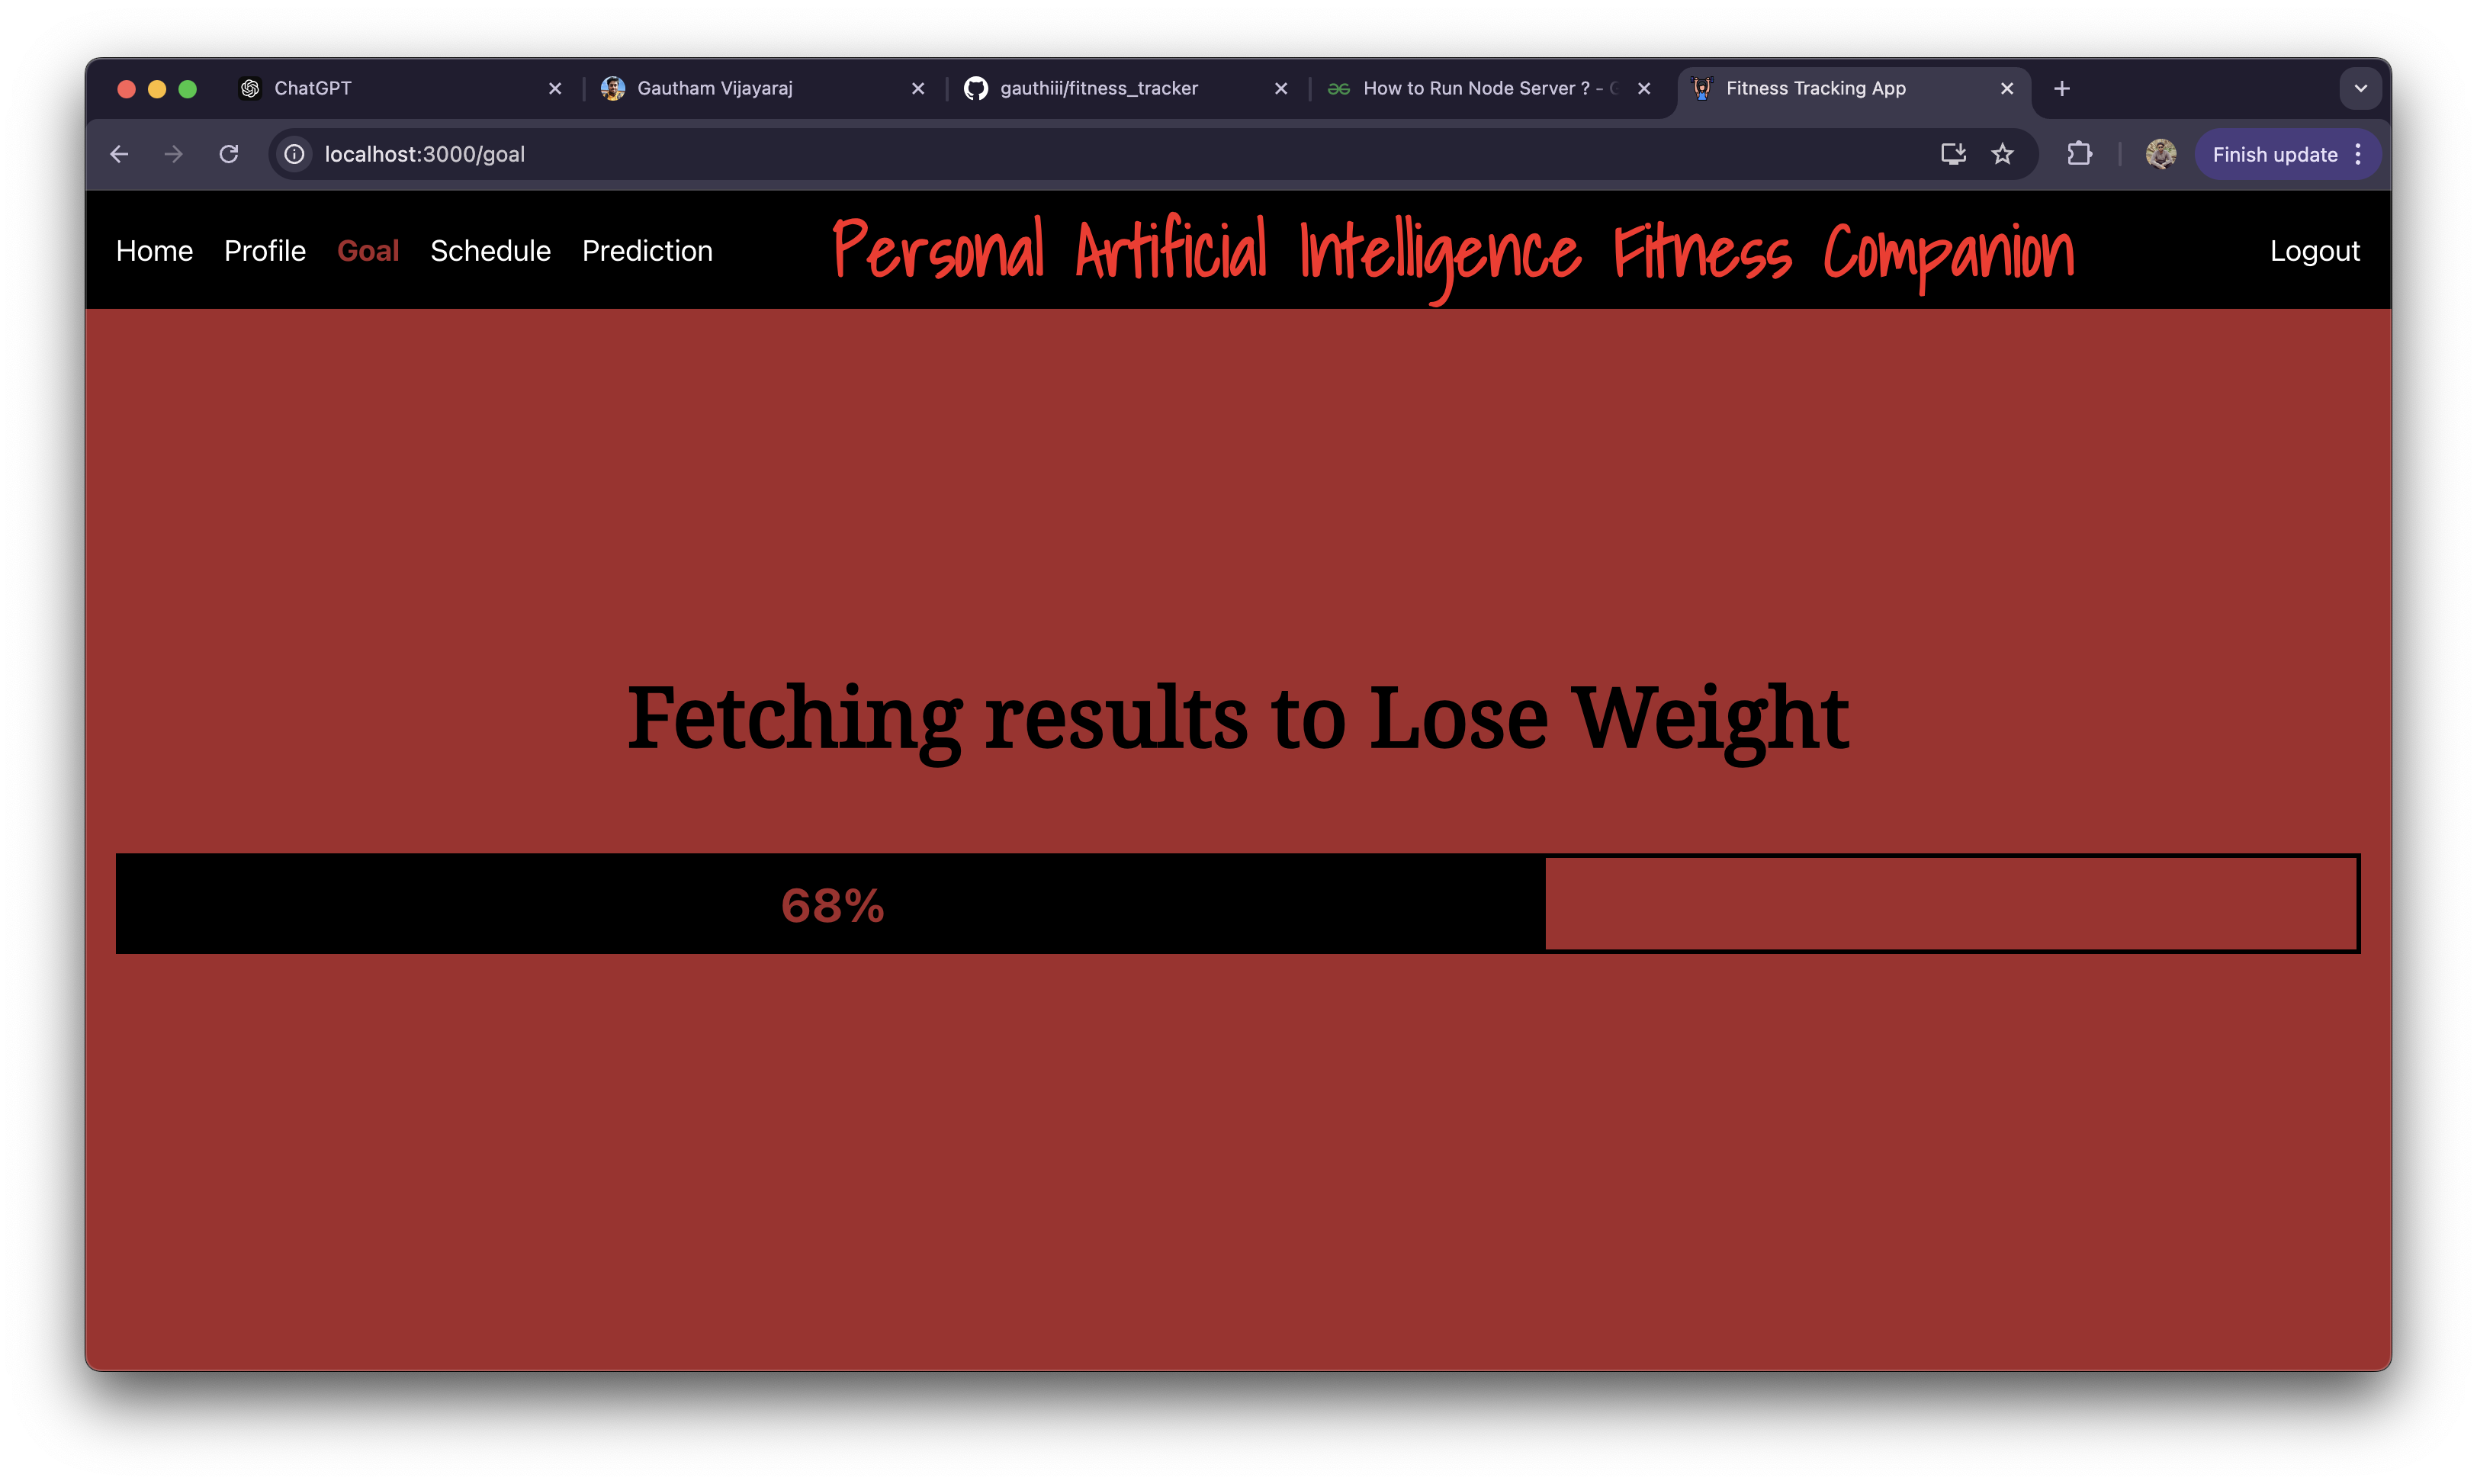 ChatGPT
Gautham Vijayaraj
gauthiii/fitness_tracker
How to Run Node Server ? -
Fitness Tracking App
localhost:3000/goal
Finish update
Home Profile Goal Schedule Prediction
Personal Artificial Intelligence Fitness Companion
Logout
Fetching results to Lose Weight
68%